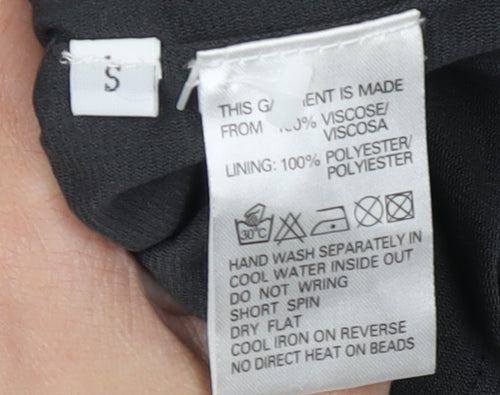 S
THIS IS MADE
FROM VISCOSE/
VISCOSA
LINING: 100% POLYESTER/
POLYESTER
30°C
HAND WASH SEPARATELY IN
COOL WATER INSIDE OUT
DO NOT WRING
SHORT SPIN
DRY FLAT
COOL IRON ON REVERSE
NO DIRECT HEAT ON BEADS